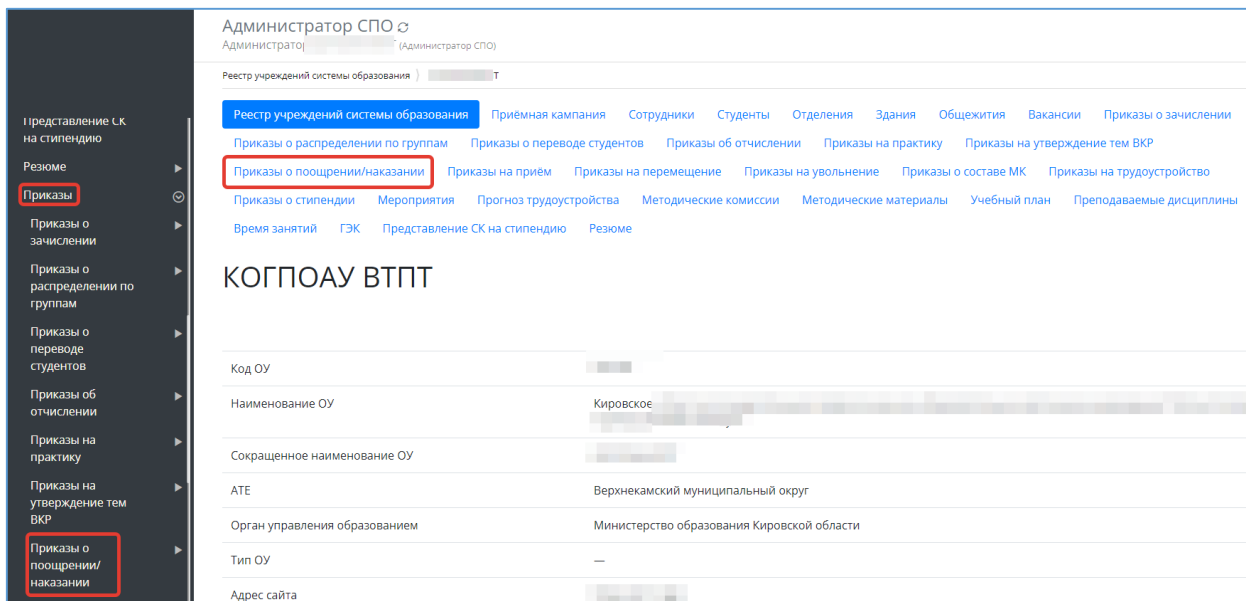 Администратор СПО
Администратор (Администратор СПО)
Реестр учреждений системы образования Т
Представление СК
на стипендию
Резюме
Приказы
Приказы о
зачислении
Приказы о
распределении по
группам
Приказы о
переводе
студентов
Приказы об
отчислении
Приказы на
практику
Приказы на
утверждение тем
ВКР
Приказы о
поощрении/
наказании
Реестр учреждений системы образования Приёмная кампания Сотрудники Студенты Отделения Здания Общежития Вакансии Приказы о зачислении
Приказы о распределении по группам Приказы о переводе студентов Приказы об отчислении Приказы на практику Приказы на утверждение тем ВКР
Приказы о поощрении/наказании Приказы на приём Приказы на перемещение Приказы на увольнение Приказы о составе МК Приказы на трудоустройство
Приказы о стипендии Мероприятия Прогноз трудоустройства Методические комиссии Методические материалы Учебный план Преподаваемые дисциплины
Время занятий ГЭК Представление СК на стипендию Резюме
КОГПОАУ ВТПТ
Код ОУ
Наименование ОУ Кировское
Сокращенное наименование ОУ
АТЕ Верхнекамский муниципальный округ
Орган управления образованием Министерство образования Кировской области
Тип ОУ —
Адрес сайта